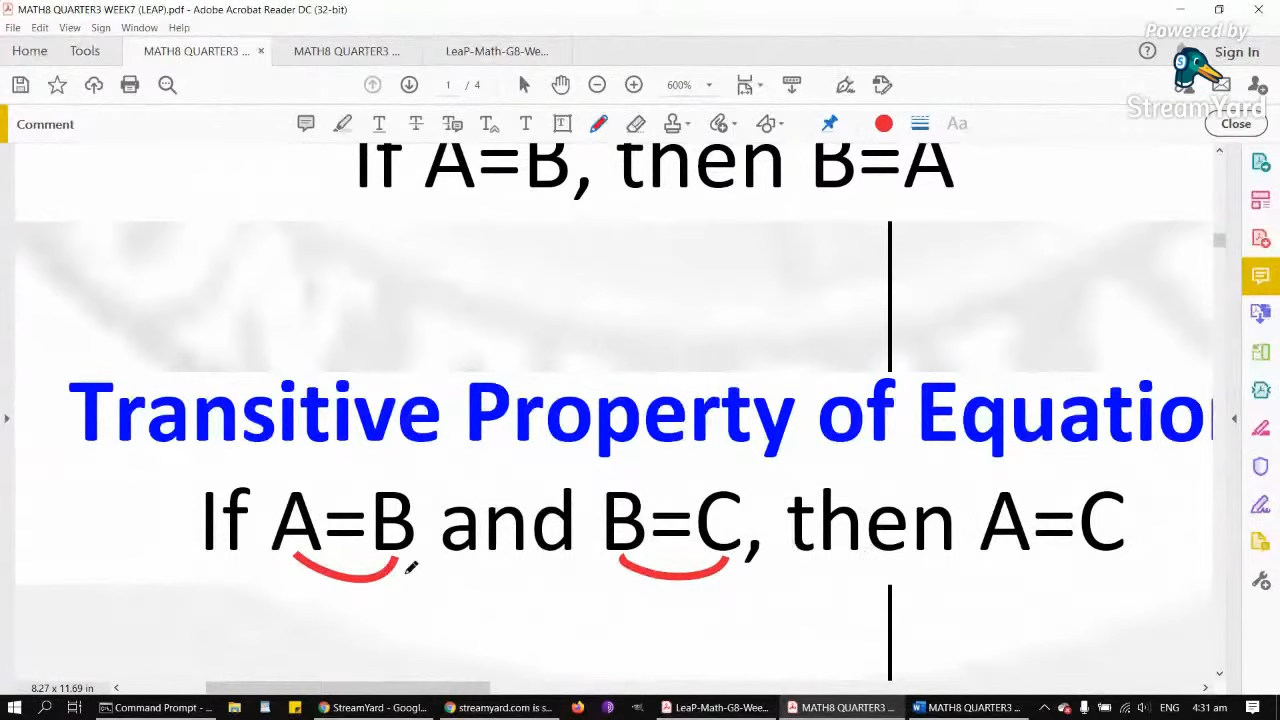 MATH8 QUARTER3 WEEK7 (LEAP).pdf - Adobe Acrobat Reader DC (32-bit)
File Edit View Sign Window Help
Powered by
StreamYard
Home Tools MATH8 QUARTER3 ... × MATH8 QUARTER3 ... LeaP-Math-G8-We... Sign In
1 / 4 600%
Comment Aa Close
If A=B, then B=A
Transitive Property of Equatio
If A=B and B=C, then A=C
8.27 x 11.69 in
Command Prompt - ... StreamYard - Googl... streamyard.com is s... LeaP-Math-G8-We... MATH8 QUARTER3 ... MATH8 QUARTER3 ... ENG 4:31 am